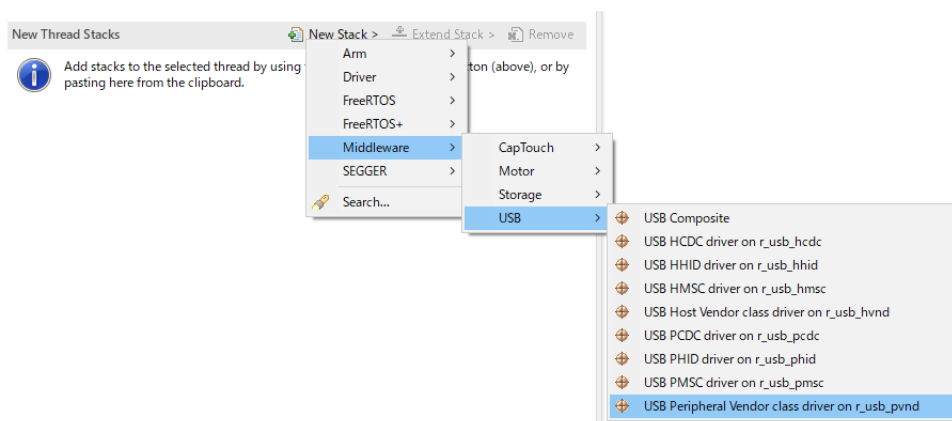 New Thread Stacks
New Stack > Extend Stack > Remove
Add stacks to the selected thread by using ton (above), or by
pasting here from the clipboard.
Arm >
Driver >
FreeRTOS >
FreeRTOS+ >
Middleware >
SEGGER >
Search...
CapTouch >
Motor >
Storage >
USB >
USB Composite
USB HCDC driver on r_usb_hcdc
USB HHID driver on r_usb_hhid
USB HMSC driver on r_usb_hmsc
USB Host Vendor class driver on r_usb_hvnd
USB PCDC driver on r_usb_pcdc
USB PHID driver on r_usb_phid
USB PMSC driver on r_usb_pmsc
USB Peripheral Vendor class driver on r_usb_pvnd